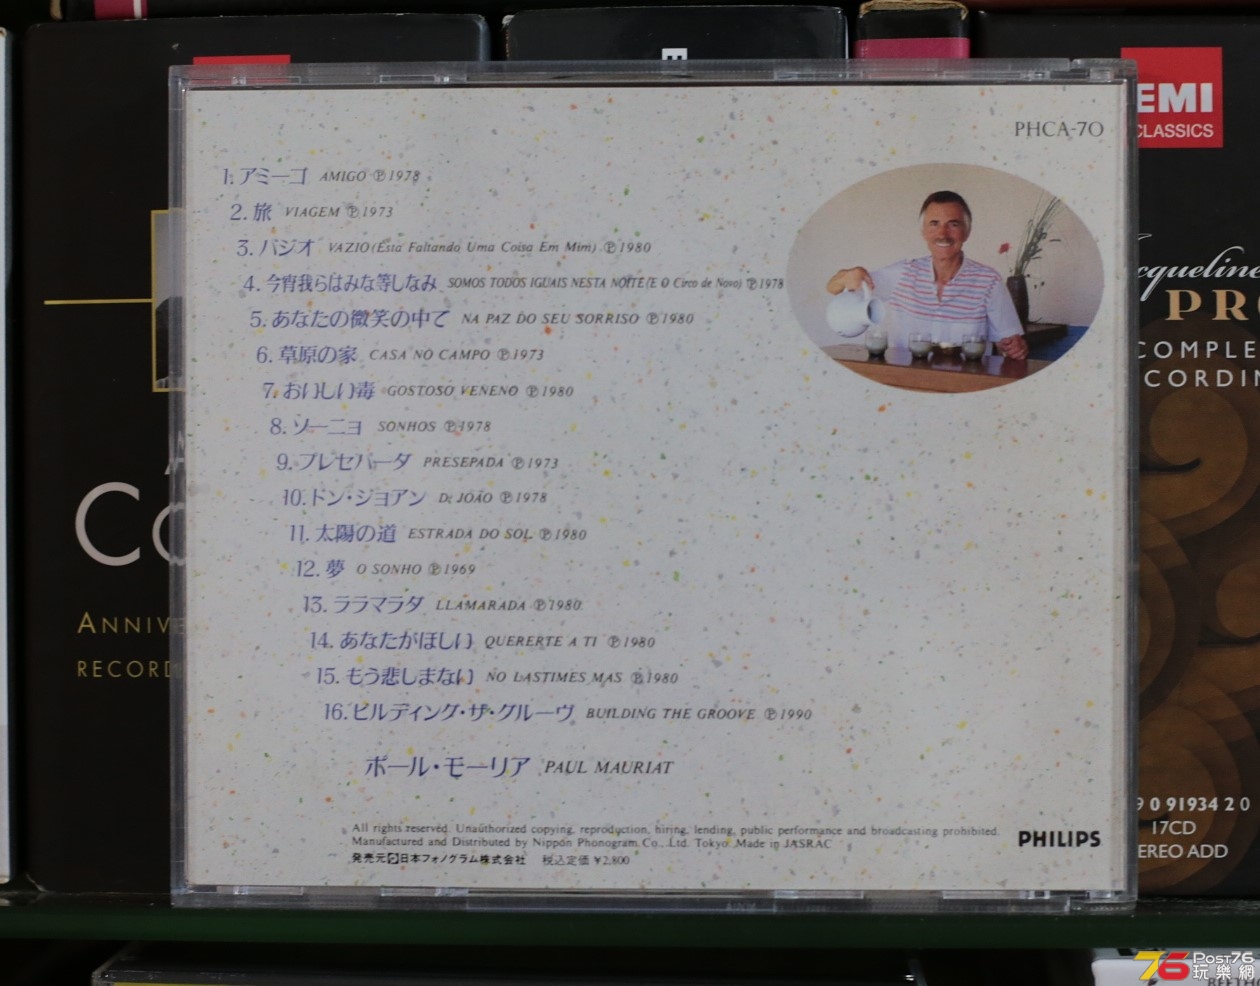 EMI
CLASSICS
PHCA-70
1. アミーゴ AMIGO ℗1978
2. 旅 VIAGEM ℗1973
3. バジオ VAZIO (Esta Faltando Uma Coisa Em Mim) ℗1980
4. 今宵我らはみな等しなみ SOMOS TODOS IGUAIS NESTA NOITE (E O Circo de Novo) ℗1978
5. あなたの微笑の中で NA PAZ DO SEU SORRISO ℗1980
6. 草原の家 CASA NO CAMPO ℗1973
7. おいしい毒 GOSTOSO VENENO ℗1980
8. ソーニョ SONHOS ℗1978
9. プレセパーダ PRESEPADA ℗1973
10. ドン・ジョアン D. JOÃO ℗1978
11. 太陽の道 ESTRADA DO SOL ℗1980
12. 夢 O SONHO ℗1969
13. ララマラダ LLAMARADA ℗1980
14. あなたがほしい QUERERTE A TI ℗1980
15. もう悲しまない NO LASTIMES MAS ℗1980
16. ビルディング・ザ・グルーヴ BUILDING THE GROOVE ℗1990
ポール・モーリア PAUL MAURIAT
All rights reserved. Unauthorized copying, reproduction, hiring, lending, public performance and broadcasting prohibited.
Manufactured and Distributed by Nippon Phonogram Co., Ltd. Tokyo Made in JASRAC
発売元 日本フォノグラム株式会社 税込定価 ¥2,800
PHILIPS
cqueline
PR
COMPLE
CORDIN
CO
ANNIVE
RECORD
9 0 91934 2 0
17CD
EREO ADD
76 Post76
玩樂網